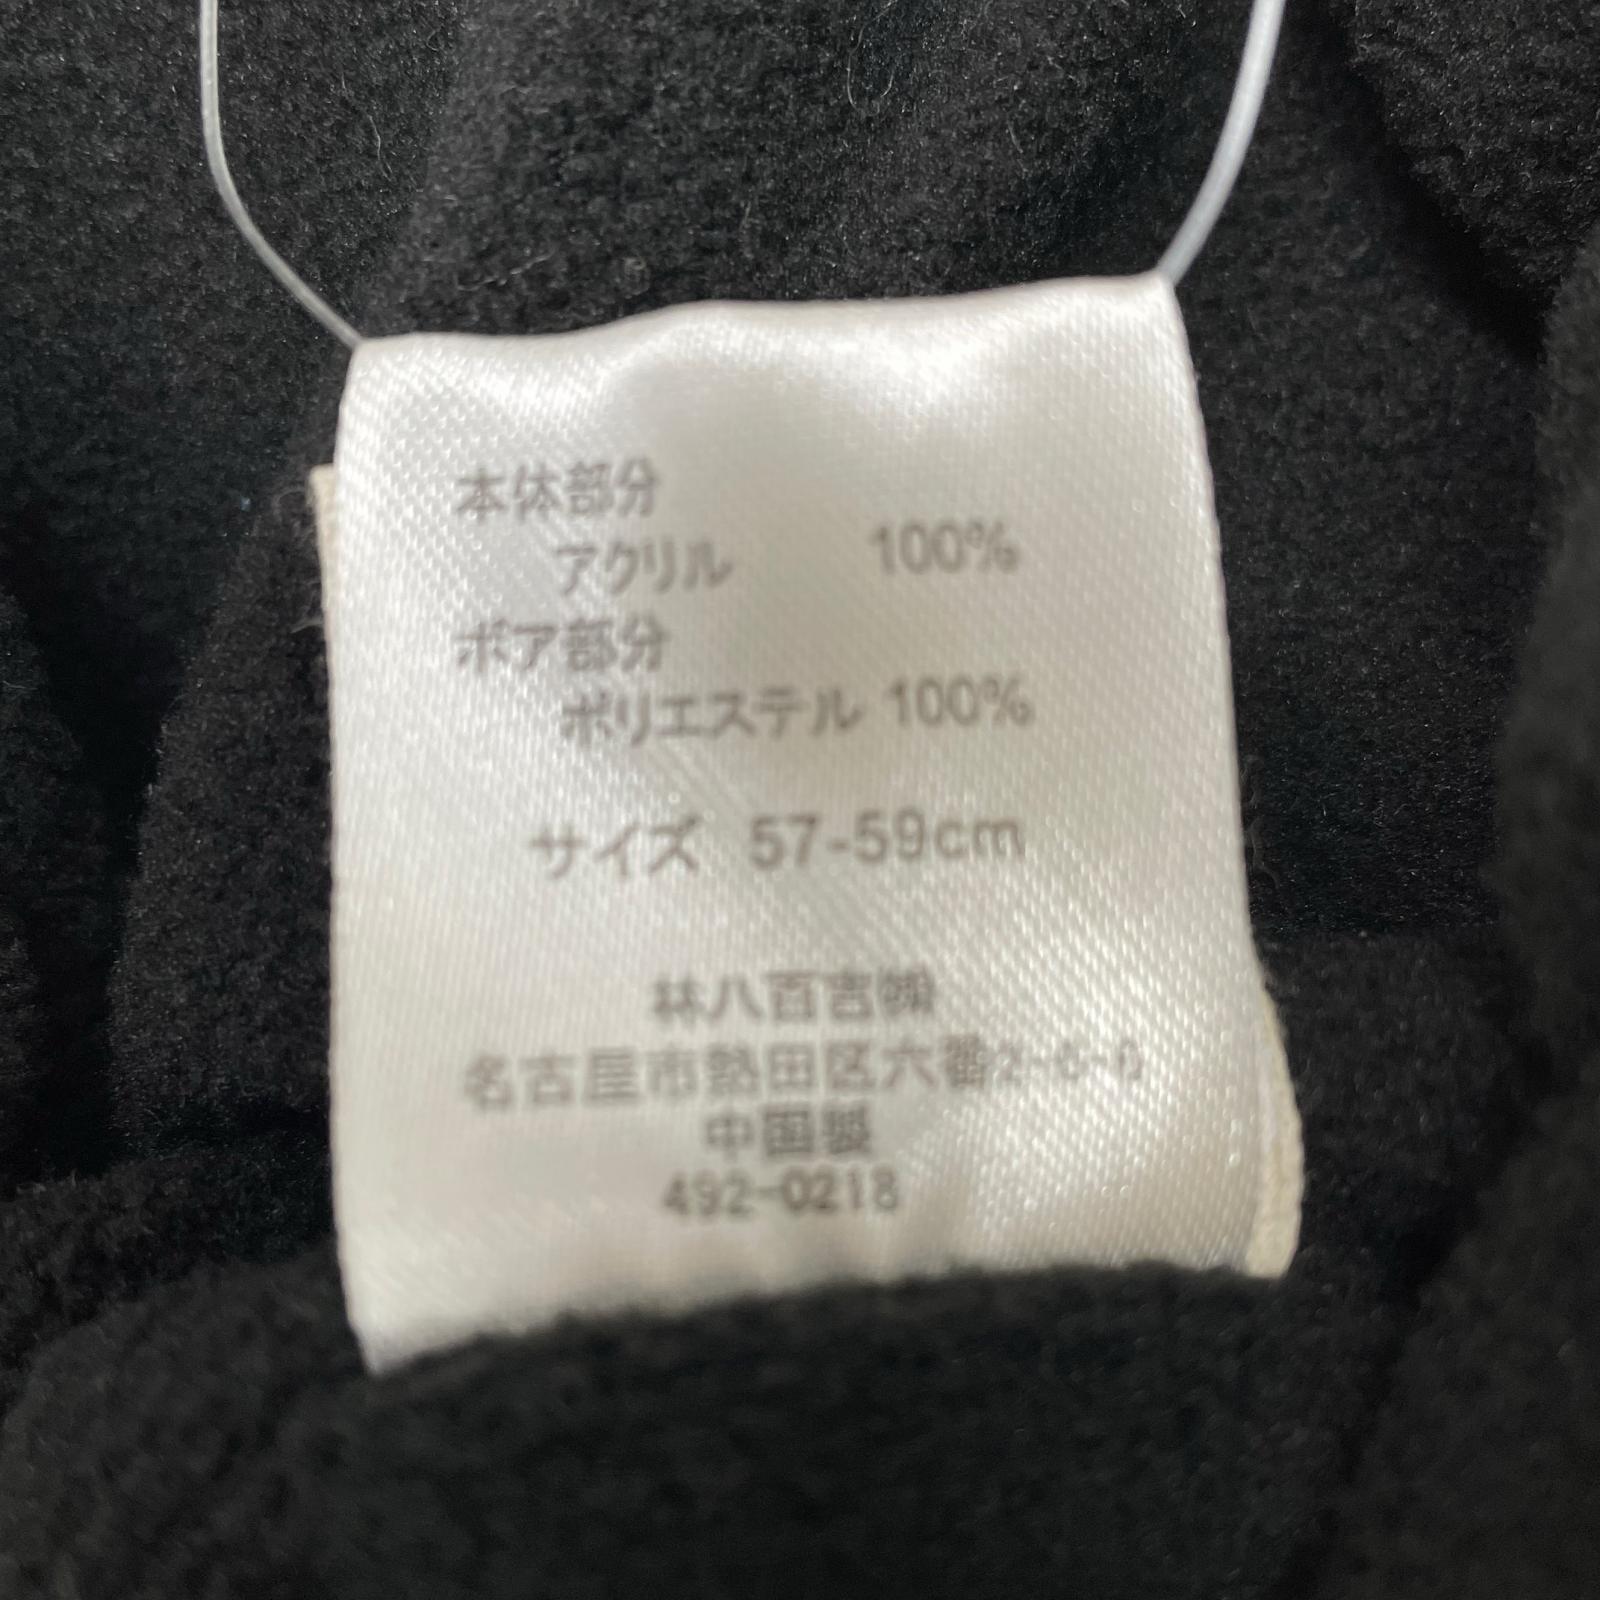 本体部分
アクリル 100%
ボア部分
ポリエステル 100%
サイズ 57-59cm
林八百吉㈱
名古屋市熱田区六番
中国製
492-0218